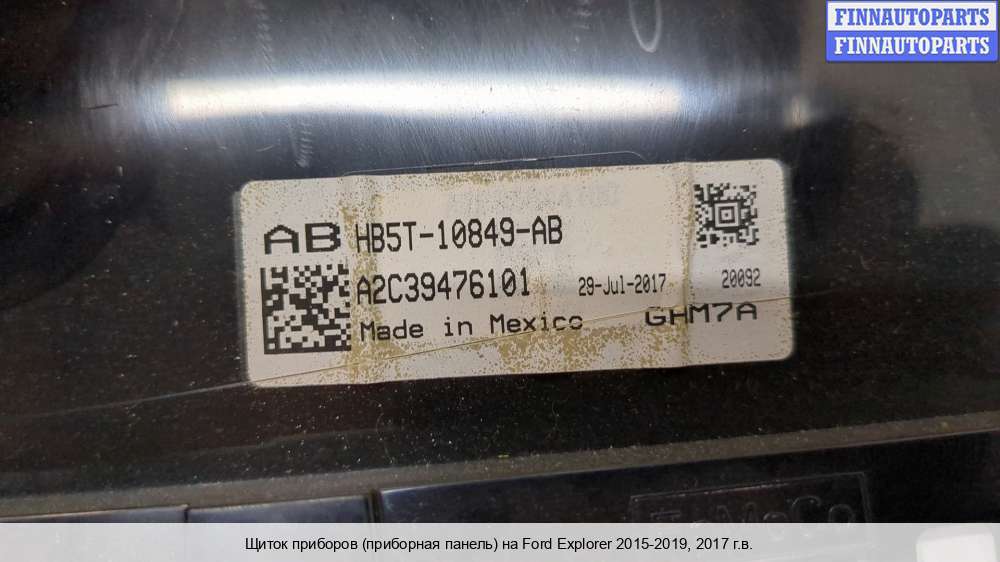 FINNAUTOPARTS
FINNAUTOPARTS
AB HB5T-10849-AB
A2C39476101 29-Jul-2017 20092
Made in Mexico GHM7A
FoMoCo
Щиток приборов (приборная панель) на Ford Explorer 2015-2019, 2017 г.в.